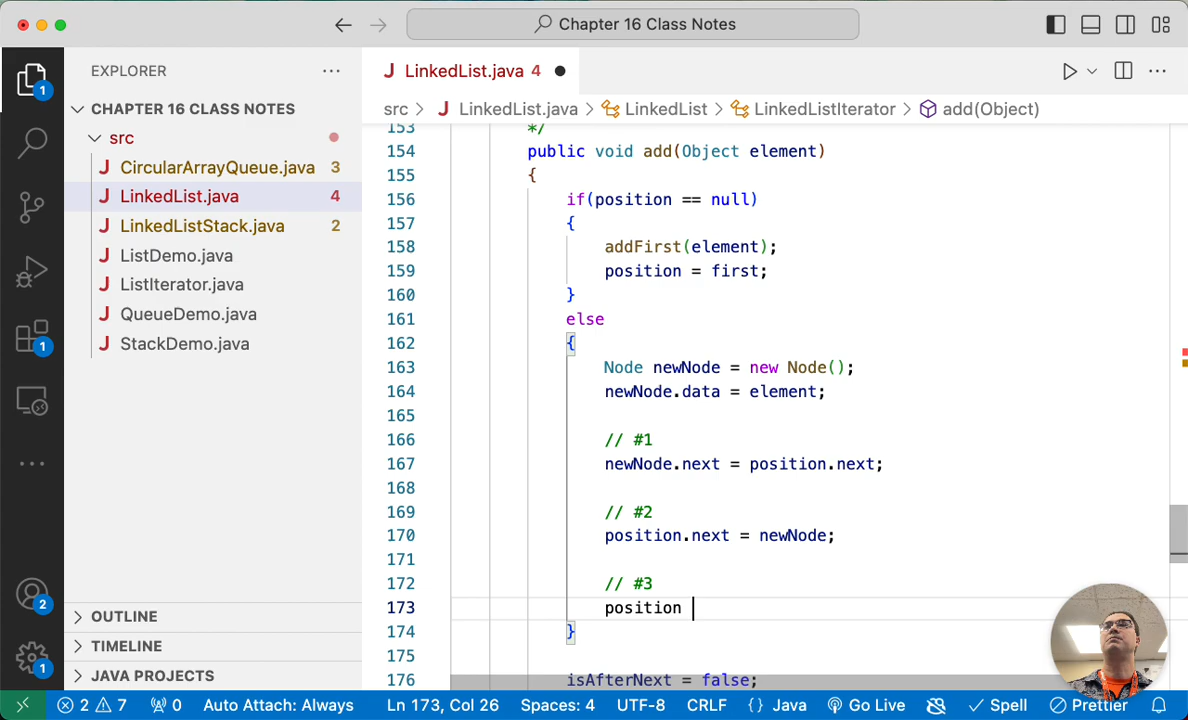 Chapter 16 Class Notes
EXPLORER
LinkedList.java 4
CHAPTER 16 CLASS NOTES
src > LinkedList.java > LinkedList > LinkedListIterator > add(Object)
src
CircularArrayQueue.java 3
LinkedList.java 4
LinkedListStack.java 2
ListDemo.java
ListIterator.java
QueueDemo.java
StackDemo.java
OUTLINE
TIMELINE
JAVA PROJECTS
1
1
2
1
153 */
154 public void add(Object element)
155 {
156 if(position == null)
157 {
158 addFirst(element);
159 position = first;
160 }
161 else
162 {
163 Node newNode = new Node();
164 newNode.data = element;
165
166 // #1
167 newNode.next = position.next;
168
169 // #2
170 position.next = newNode;
171
172 // #3
173 position
174 }
175
176 isAfterNext = false;
2 7 0 Auto Attach: Always Ln 173, Col 26 Spaces: 4 UTF-8 CRLF {} Java Go Live Spell Prettier